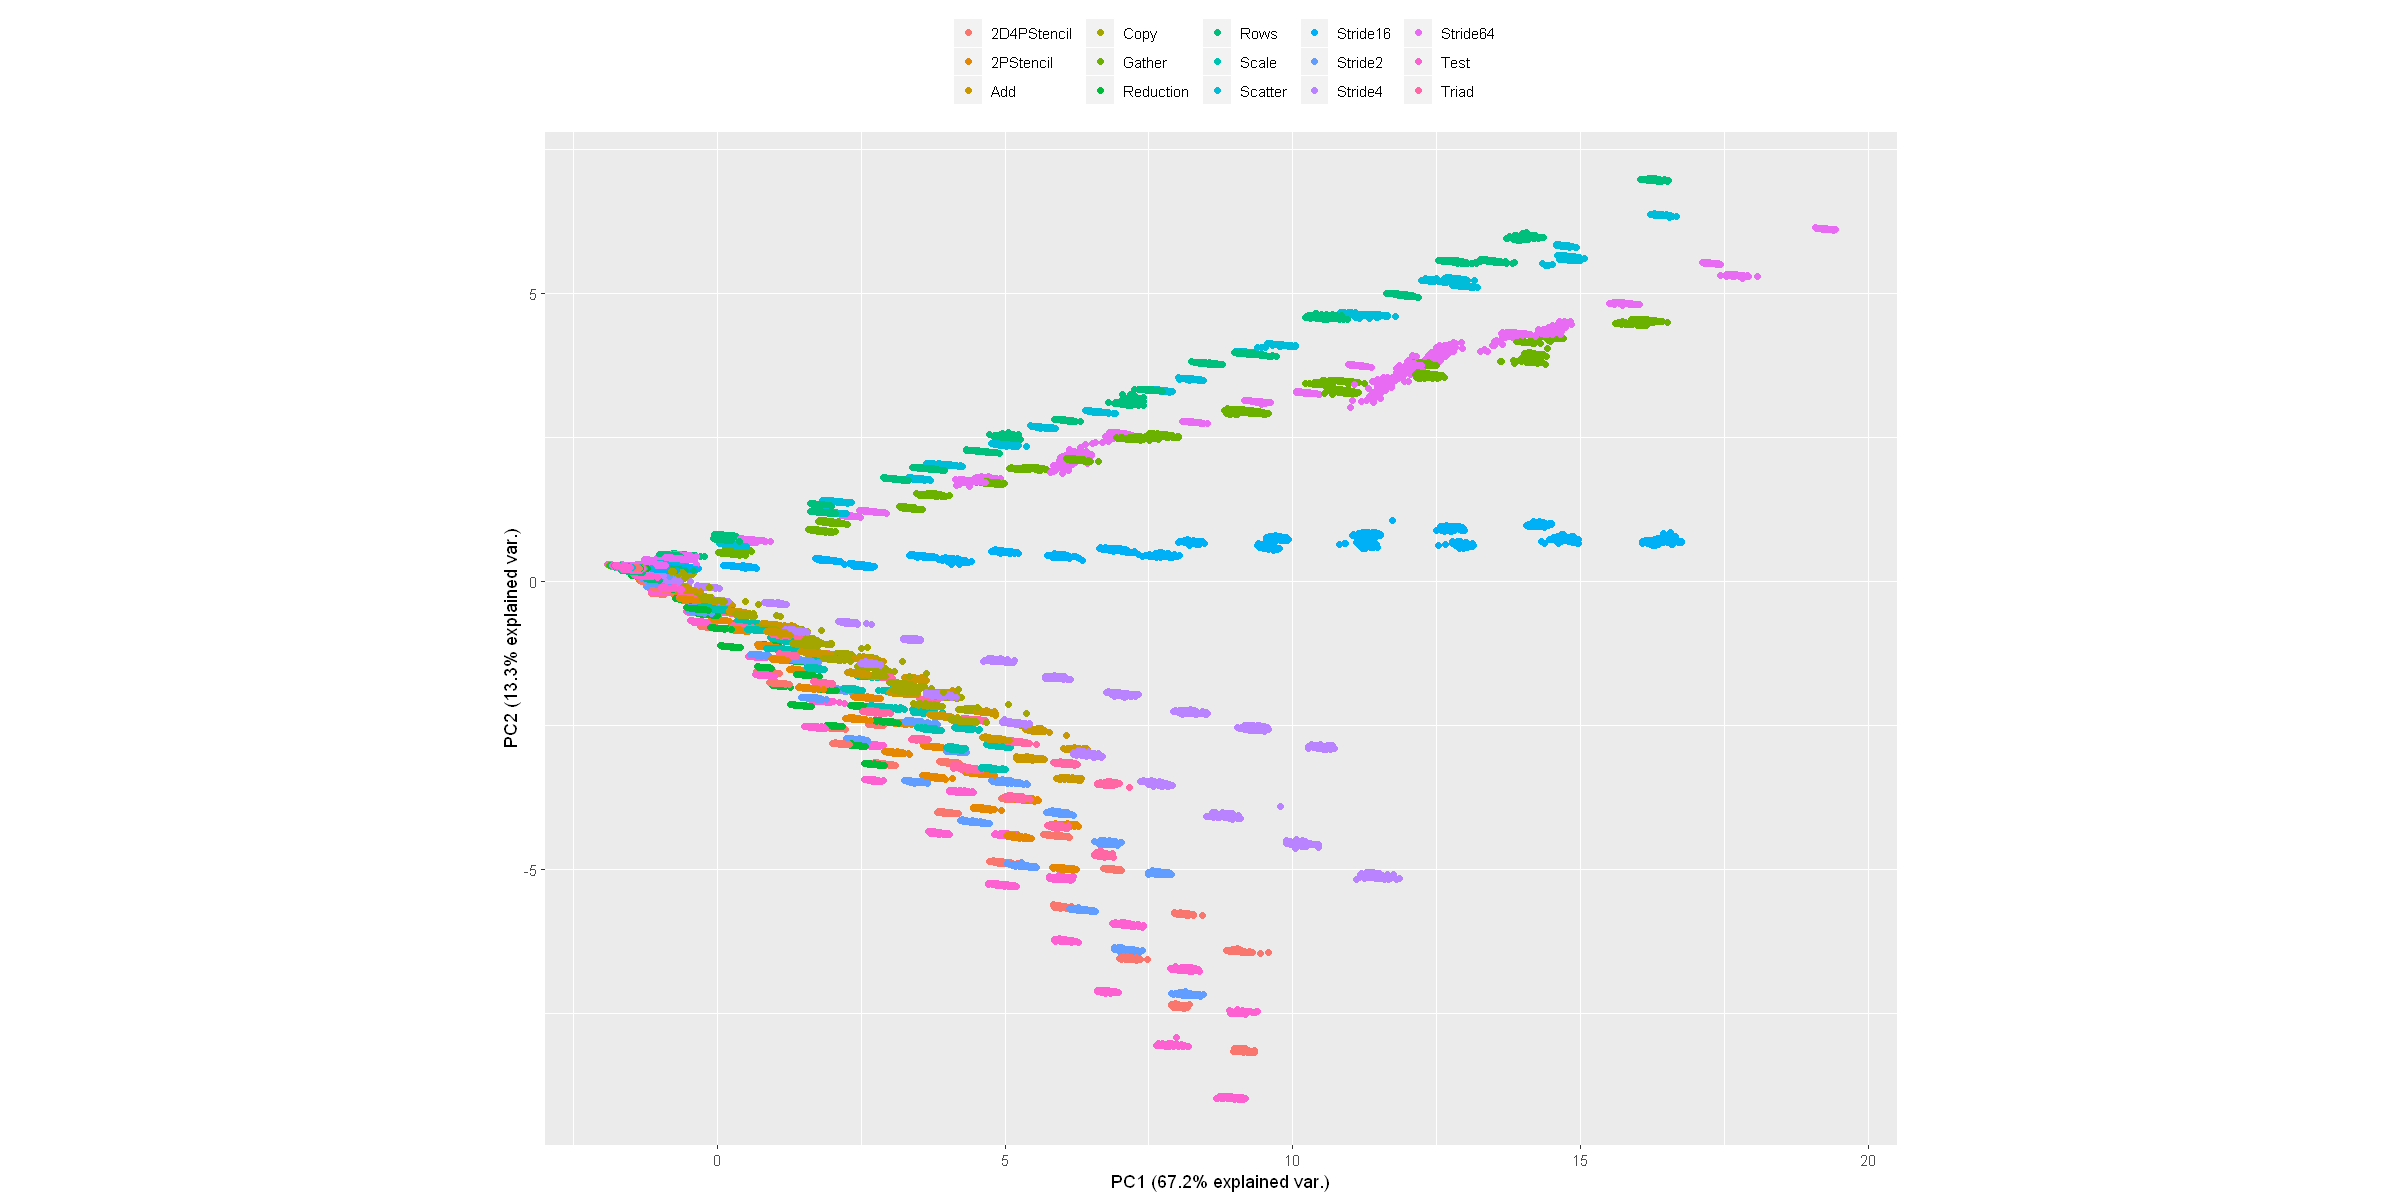 2D4PStencil Copy Rows Stride16 Stride64
2PStencil Gather Scale Stride2 Test
Add Reduction Scatter Stride4 Triad
5
0
-5
PC2 (13.3% explained var.)
0 5 10 15 20
PC1 (67.2% explained var.)